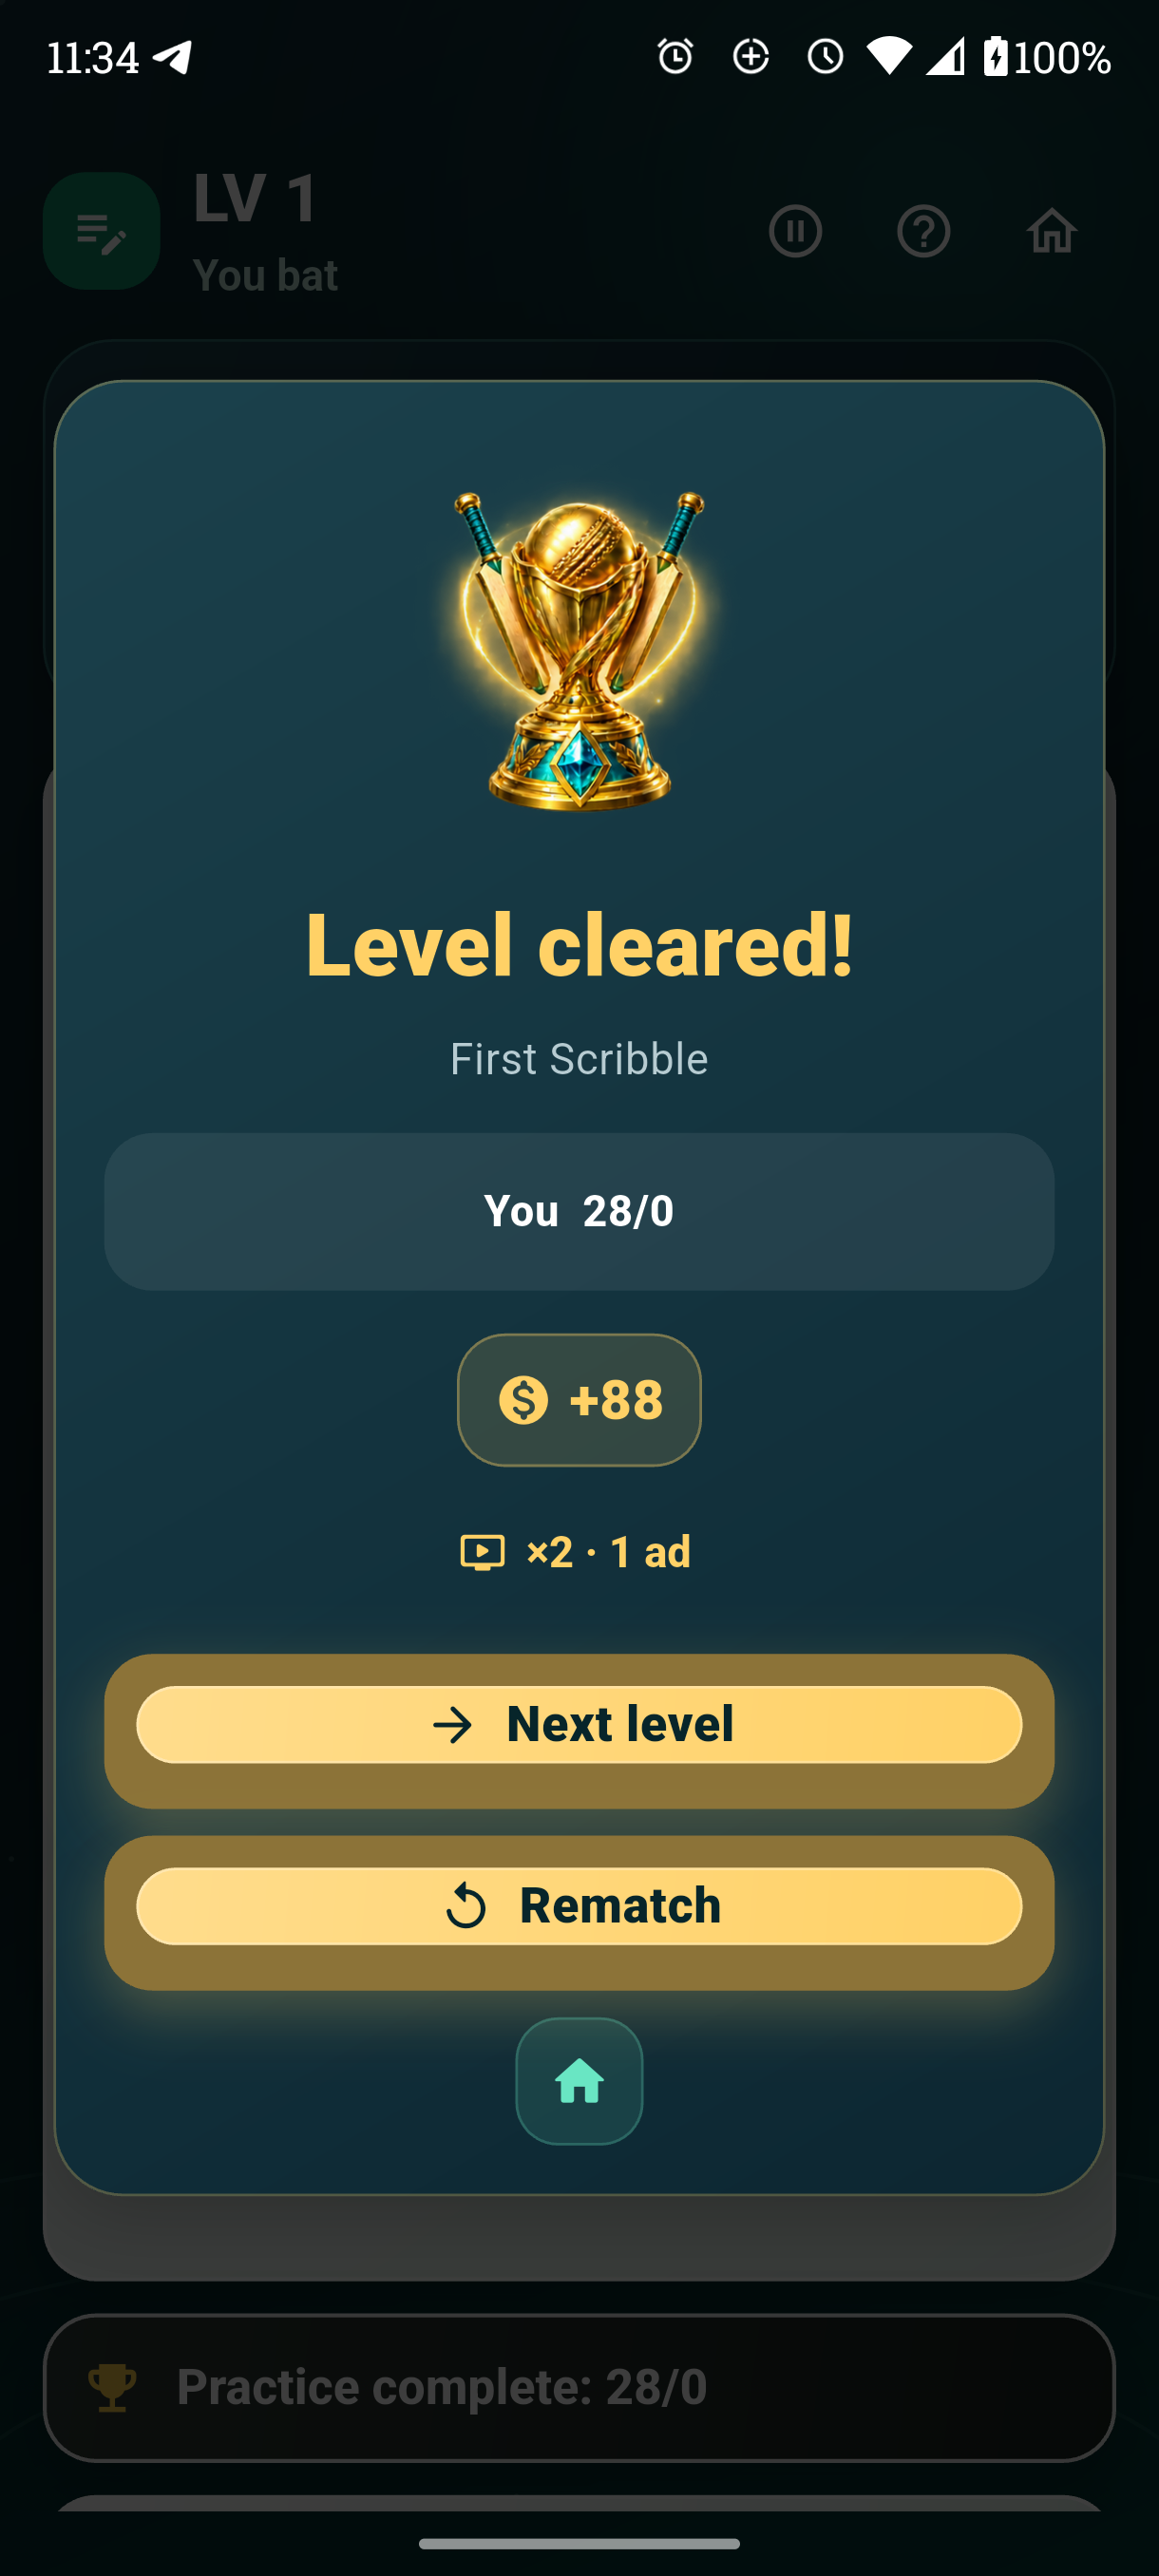 11:34 100%
LV 1
You bat
Level cleared!
First Scribble
You 28/0
+88
×2 · 1 ad
Next level
Rematch
Practice complete: 28/0